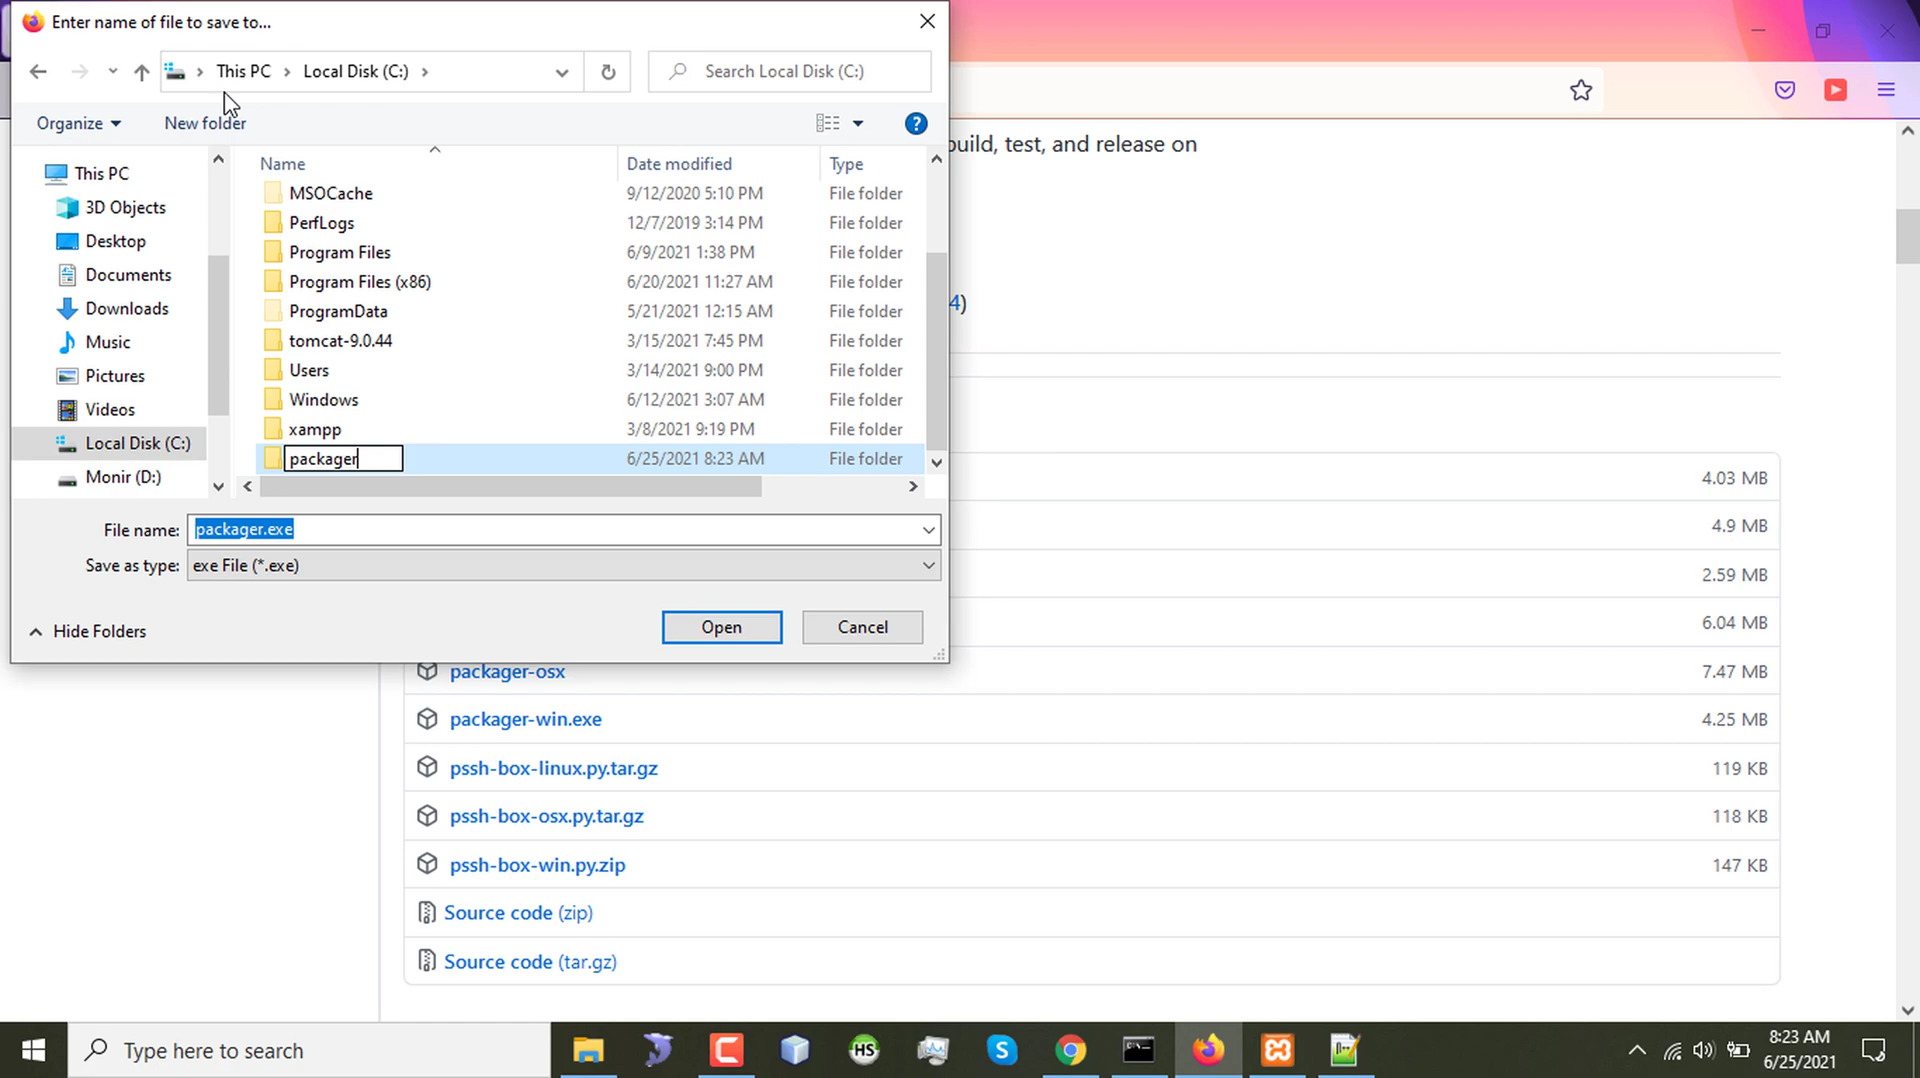 Enter name of file to save to...
This PC Local Disk (C:)
Search Local Disk (C:)
Organize
New folder
Name Date modified Type
This PC
3D Objects
Desktop
Documents
Downloads
Music
Pictures
Videos
Local Disk (C:)
Monir (D:)
MSOCache 9/12/2020 5:10 PM File folder
PerfLogs 12/7/2019 3:14 PM File folder
Program Files 6/9/2021 1:38 PM File folder
Program Files (x86) 6/20/2021 11:27 AM File folder
ProgramData 5/21/2021 12:15 AM File folder
tomcat-9.0.44 3/15/2021 7:45 PM File folder
Users 3/14/2021 9:00 PM File folder
Windows 6/12/2021 3:07 AM File folder
xampp 3/8/2021 9:19 PM File folder
packager 6/25/2021 8:23 AM File folder
File name: packager.exe
Save as type: exe File (*.exe)
Hide Folders
Open
Cancel
build, test, and release on
4)
4.03 MB
4.9 MB
2.59 MB
6.04 MB
packager-osx 7.47 MB
packager-win.exe 4.25 MB
pssh-box-linux.py.tar.gz 119 KB
pssh-box-osx.py.tar.gz 118 KB
pssh-box-win.py.zip 147 KB
Source code (zip)
Source code (tar.gz)
Type here to search
HS
8:23 AM
6/25/2021